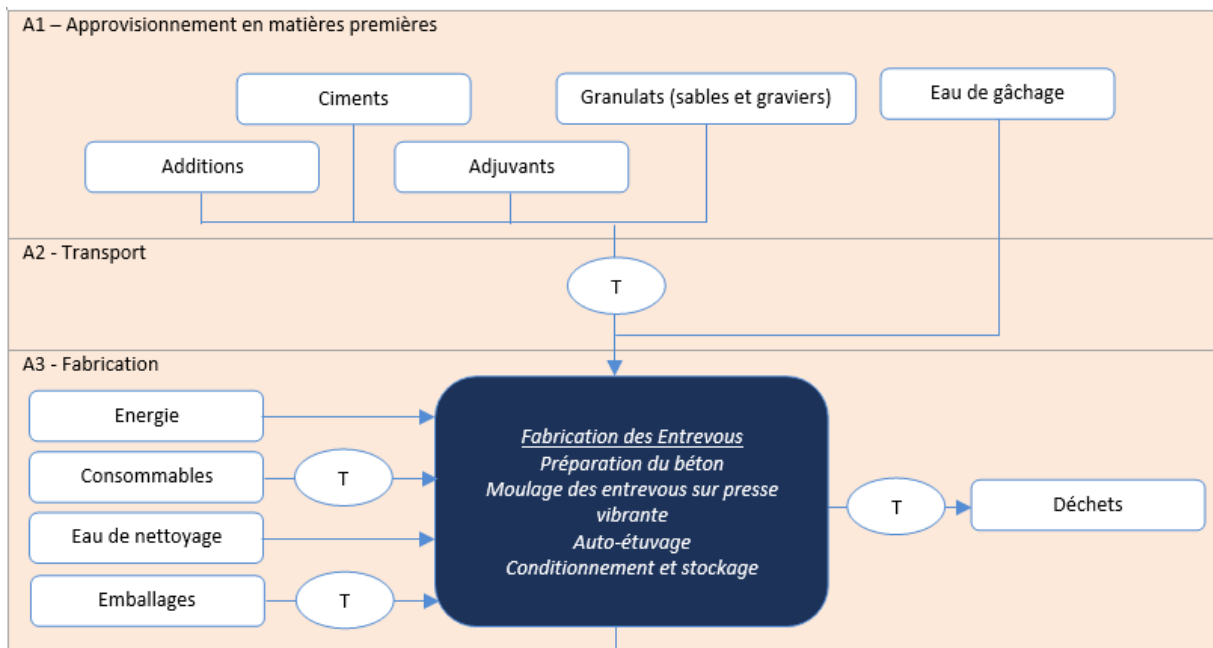 A1 – Approvisionnement en matières premières
Ciments
Granulats (sables et graviers)
Eau de gâchage
Additions
Adjuvants
A2 - Transport
T
A3 - Fabrication
Energie
Consommables
T
Eau de nettoyage
Emballages
T
Fabrication des Entrevous
Préparation du béton
Moulage des entrevous sur presse
vibrante
Auto-étuvage
Conditionnement et stockage
T
Déchets